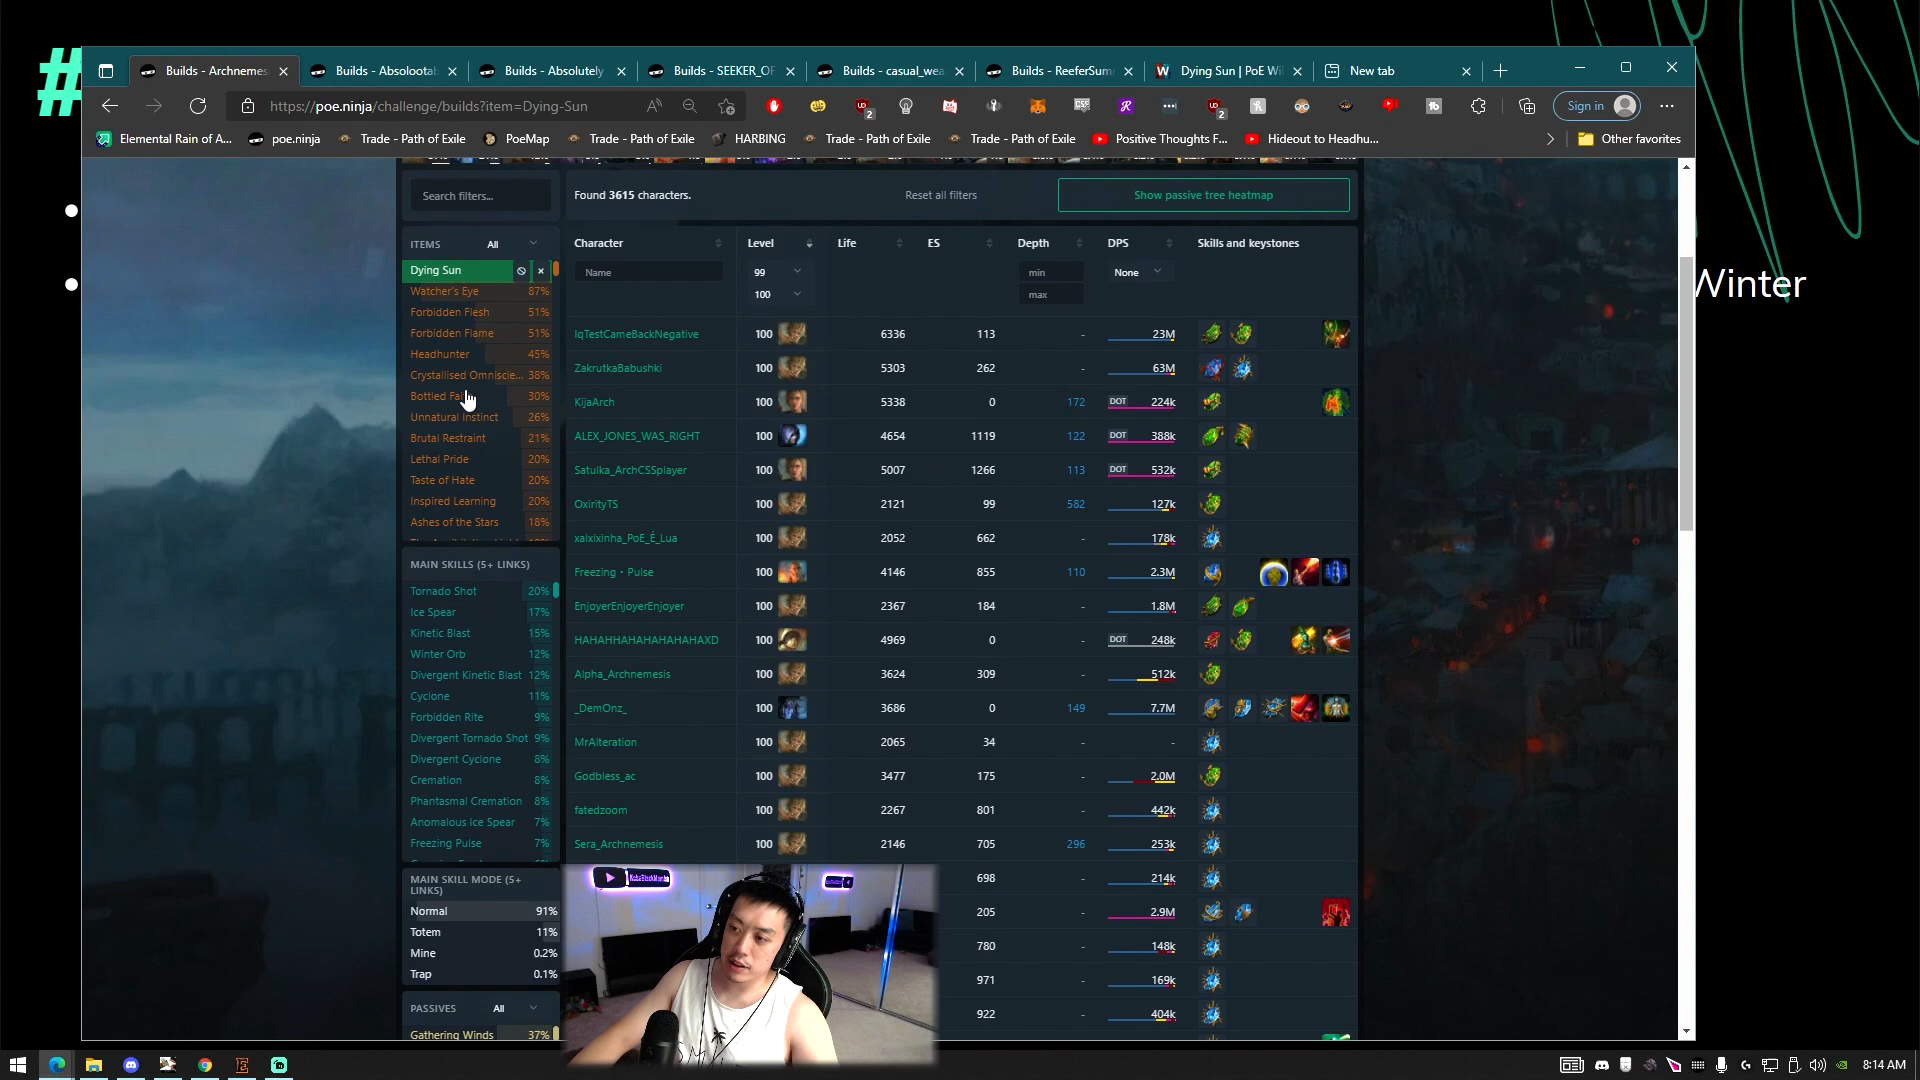 #
Builds - Archnemes
Builds - Absolootab
Builds - Absolutely
Builds - SEEKER_OF
Builds - casual_wea
Builds - ReeferSum
Dying Sun | PoE Wi
New tab
https://poe.ninja/challenge/builds?item=Dying-Sun
Sign in
Elemental Rain of A...
poe.ninja
Trade - Path of Exile
PoeMap
Trade - Path of Exile
HARBING
Trade - Path of Exile
Trade - Path of Exile
Positive Thoughts F...
Hideout to Headhu...
Other favorites
Search filters...
Found 3615 characters.
Reset all filters
Show passive tree heatmap
ITEMS All
Dying Sun
Watcher's Eye 87%
Forbidden Flesh 51%
Forbidden Flame 51%
Headhunter 45%
Crystallised Omniscie... 38%
Bottled Fai 30%
Unnatural Instinct 26%
Brutal Restraint 21%
Lethal Pride 20%
Taste of Hate 20%
Inspired Learning 20%
Ashes of the Stars 18%
MAIN SKILLS (5+ LINKS)
Tornado Shot 20%
Ice Spear 17%
Kinetic Blast 15%
Winter Orb 12%
Divergent Kinetic Blast 12%
Cyclone 11%
Forbidden Rite 9%
Divergent Tornado Shot 9%
Divergent Cyclone 8%
Cremation 8%
Phantasmal Cremation 8%
Anomalous Ice Spear 7%
Freezing Pulse 7%
MAIN SKILL MODE (5+
LINKS)
Normal 91%
Totem 11%
Mine 0.2%
Trap 0.1%
PASSIVES All
Gathering Winds 37%
Character Level Life ES Depth DPS Skills and keystones
Name 99 min None
100 max
IqTestCameBackNegative 100 6336 113 - 23M
ZakrutkaBabushki 100 5303 262 - 63M
KijaArch 100 5338 0 172 DOT 224k
ALEX_JONES_WAS_RIGHT 100 4654 1119 122 DOT 388k
Satulka_ArchCSSplayer 100 5007 1266 113 DOT 532k
OxirityTS 100 2121 99 582 127k
xalxixinha_PoE_É_Lua 100 2052 662 - 178k
Freezing・Pulse 100 4146 855 110 2.3M
EnjoyerEnjoyerEnjoyer 100 2367 184 - 1.8M
HAHAHHAHAHAHAHAHAXD 100 4969 0 - DOT 248k
Alpha_Archnemesis 100 3624 309 - 512k
_DemOnz_ 100 3686 0 149 7.7M
MrAlteration 100 2065 34 - -
Godbless_ac 100 3477 175 - 2.0M
fatedzoom 100 2267 801 - 442k
Sera_Archnemesis 100 2146 705 296 253k
698 - 214k
205 - 2.9M
780 - 148k
971 - 169k
922 - 404k
Winter
8:14 AM